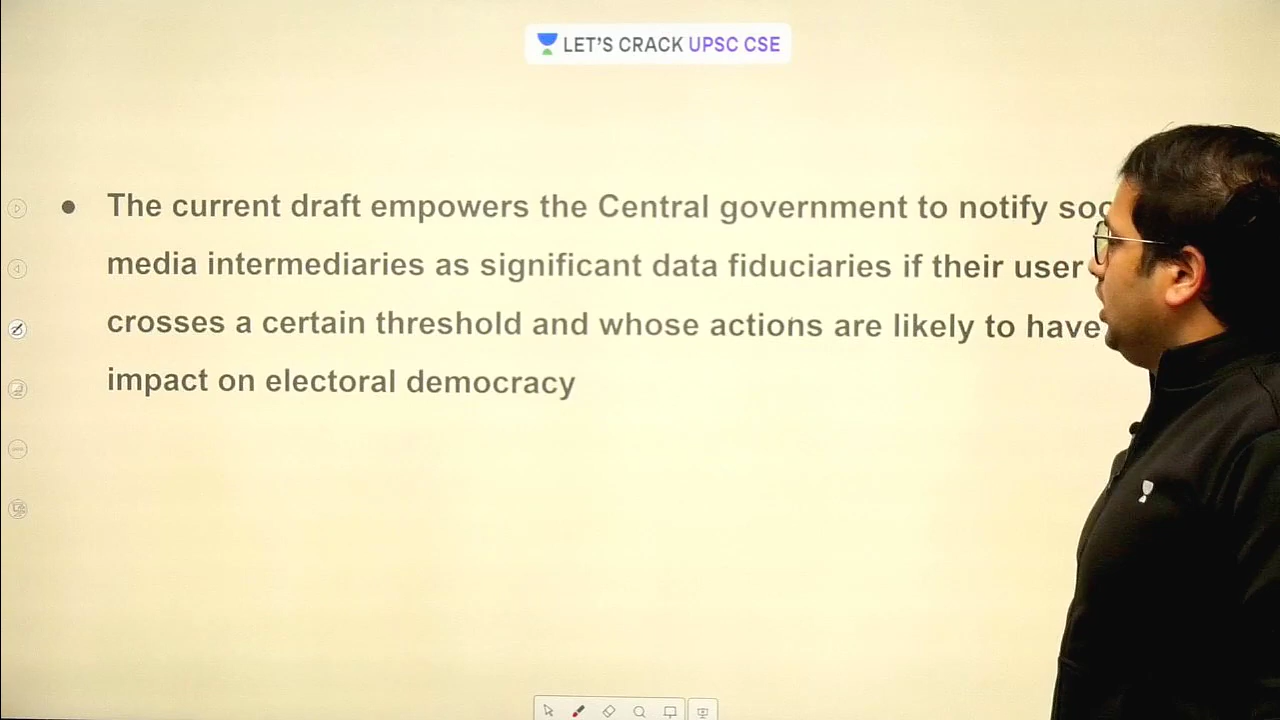 LET'S CRACK UPSC CSE
The current draft empowers the Central government to notify
media intermediaries as significant data fiduciaries if their user
crosses a certain threshold and whose actions are likely to have
impact on electoral democracy